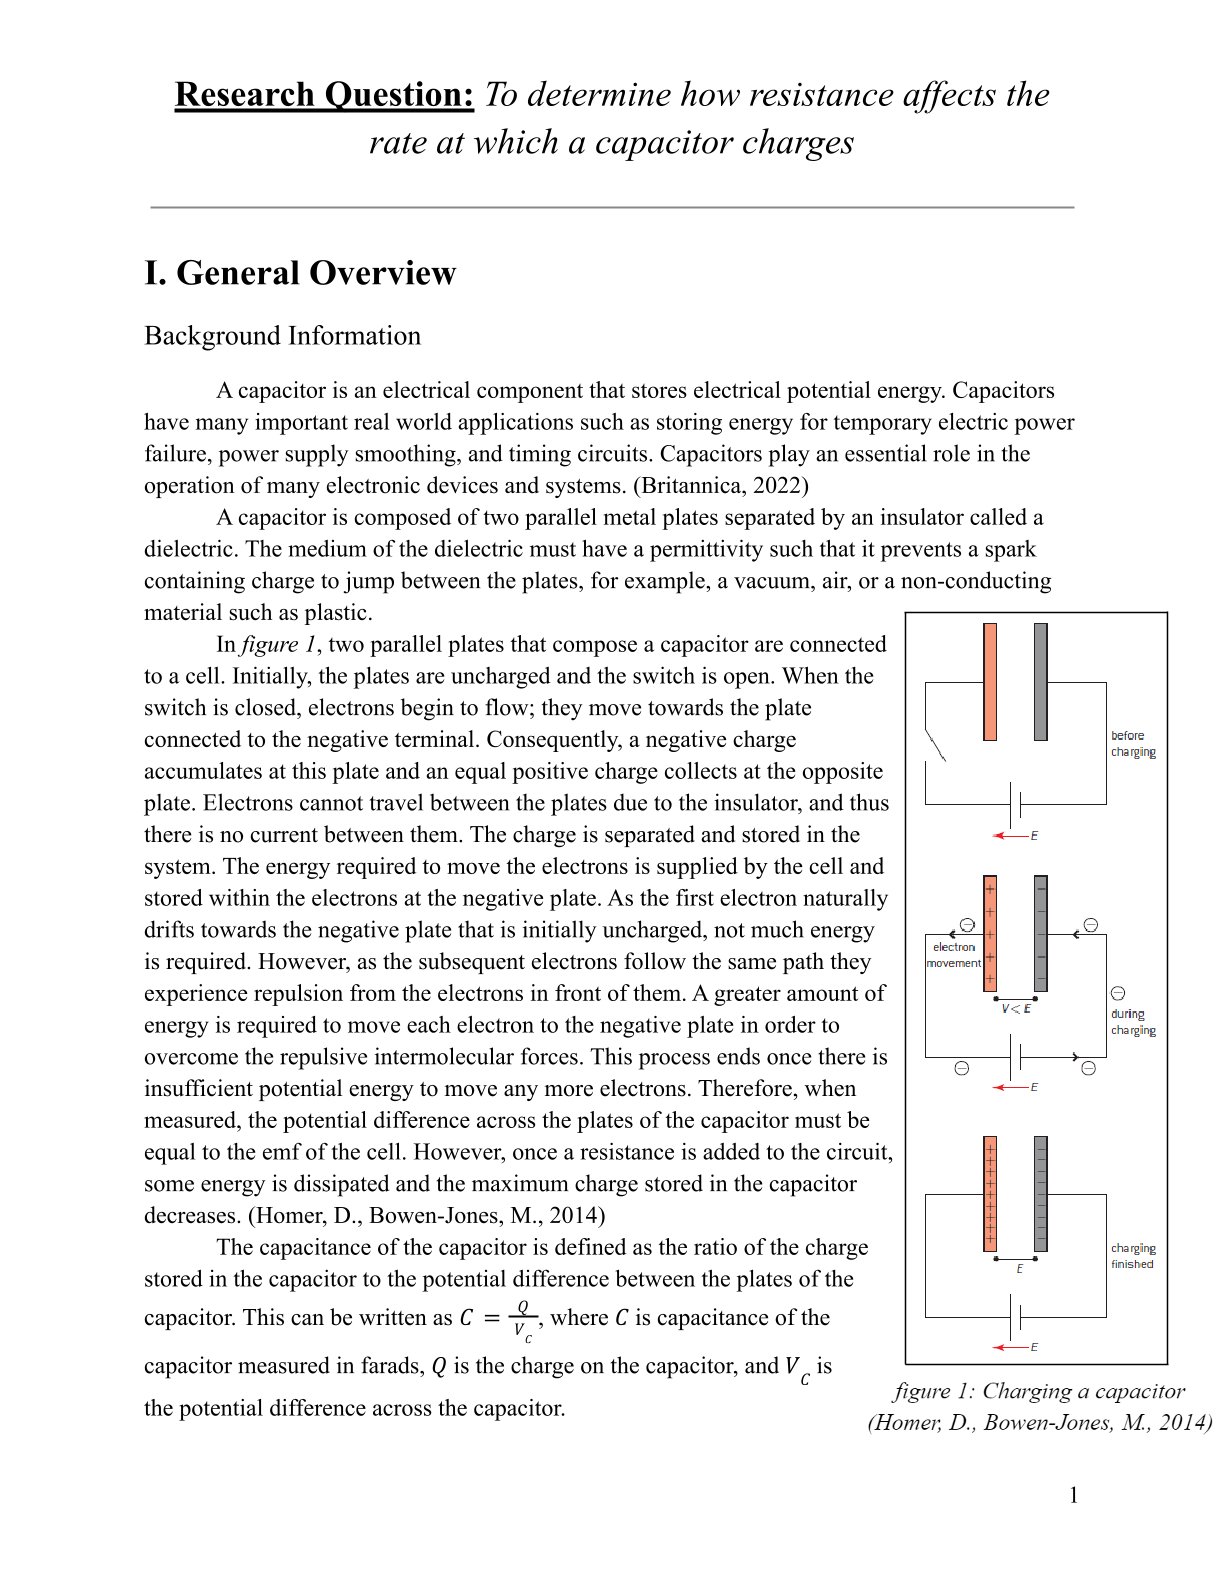 Research Question: To determine how resistance affects the
rate at which a capacitor charges
I. General Overview
Background Information
A capacitor is an electrical component that stores electrical potential energy. Capacitors
have many important real world applications such as storing energy for temporary electric power
failure, power supply smoothing, and timing circuits. Capacitors play an essential role in the
operation of many electronic devices and systems. (Britannica, 2022)
A capacitor is composed of two parallel metal plates separated by an insulator called a
dielectric. The medium of the dielectric must have a permittivity such that it prevents a spark
containing charge to jump between the plates, for example, a vacuum, air, or a non-conducting
material such as plastic.
In figure 1, two parallel plates that compose a capacitor are connected
to a cell. Initially, the plates are uncharged and the switch is open. When the
switch is closed, electrons begin to flow; they move towards the plate
connected to the negative terminal. Consequently, a negative charge
accumulates at this plate and an equal positive charge collects at the opposite
plate. Electrons cannot travel between the plates due to the insulator, and thus
there is no current between them. The charge is separated and stored in the
system. The energy required to move the electrons is supplied by the cell and
stored within the electrons at the negative plate. As the first electron naturally
drifts towards the negative plate that is initially uncharged, not much energy
is required. However, as the subsequent electrons follow the same path they
experience repulsion from the electrons in front of them. A greater amount of
energy is required to move each electron to the negative plate in order to
overcome the repulsive intermolecular forces. This process ends once there is
insufficient potential energy to move any more electrons. Therefore, when
measured, the potential difference across the plates of the capacitor must be
equal to the emf of the cell. However, once a resistance is added to the circuit,
some energy is dissipated and the maximum charge stored in the capacitor
decreases. (Homer, D., Bowen-Jones, M., 2014)
The capacitance of the capacitor is defined as the ratio of the charge
stored in the capacitor to the potential difference between the plates of the
capacitor. This can be written as C = Q/V_C, where C is capacitance of the
capacitor measured in farads, Q is the charge on the capacitor, and V_C is
the potential difference across the capacitor.
before
charging
E
electron
movement
V < E
during
charging
E
E
charging
finished
E
figure 1: Charging a capacitor
(Homer, D., Bowen-Jones, M., 2014)
1